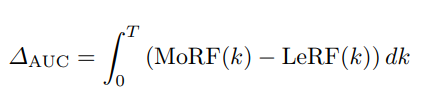 Δ_AUC = ∫_0^T (MoRF(k) − LeRF(k)) dk